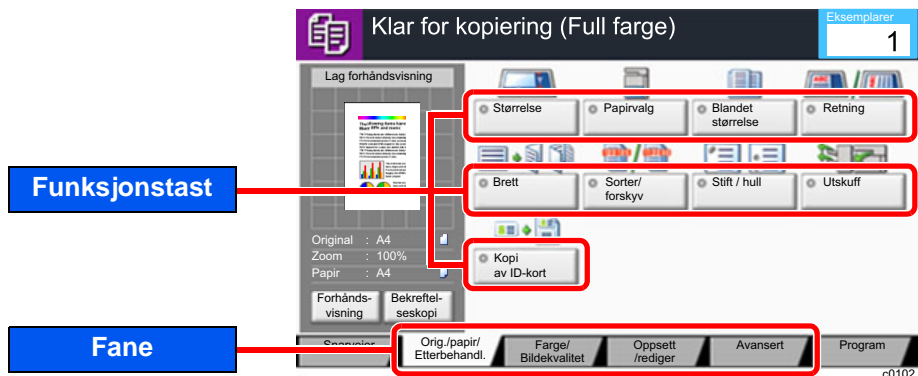 Klar for kopiering (Full farge)
Eksemplarer
1
Lag forhåndsvisning
Størrelse
Papirvalg
Blandet
størrelse
Retning
Brett
Sorter/
forskyv
Stift / hull
Utskuff
Kopi
av ID-kort
Funksjonstast
Original : A4
Zoom : 100%
Papir : A4
Forhånds-
visning
Bekreftel-
seskopi
Fane
Snarveier
Orig./papir/
Etterbehandl.
Farge/
Bildekvalitet
Oppsett
/rediger
Avansert
Program
c0102